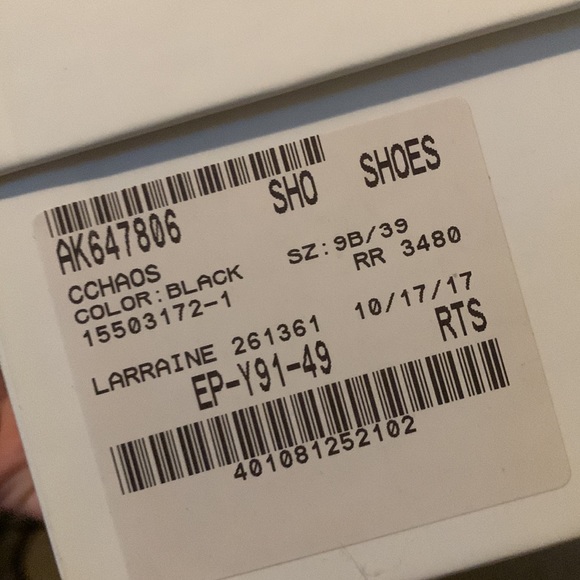 AK647806 SHO SHOES
CCHAOS SZ:9B/39
COLOR:BLACK RR 3480
15503172-1
LARRAINE 261361 10/17/17
EP-Y91-49 RTS
401081252102